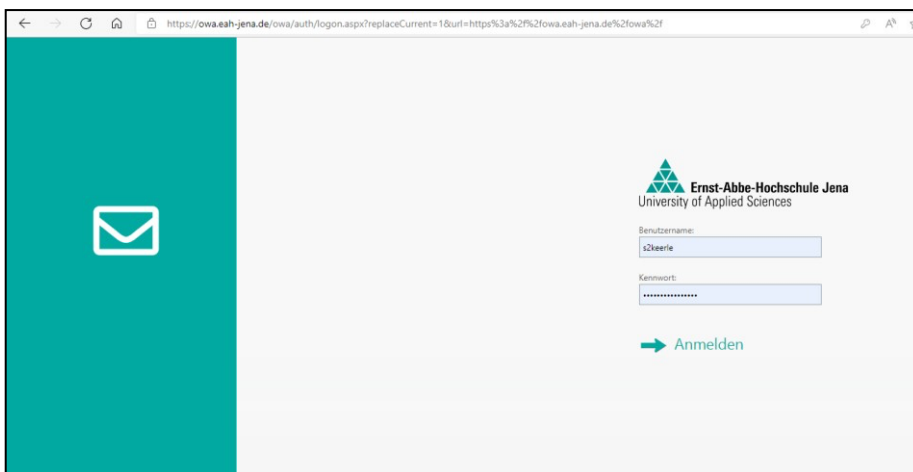 https://owa.eah-jena.de/owa/auth/logon.aspx?replaceCurrent=1&url=https%3a%2f%2fowa.eah-jena.de%2fowa%2f
Ernst-Abbe-Hochschule Jena
University of Applied Sciences
Benutzername:
s2keerle
Kennwort:
••••••••••••••••
Anmelden